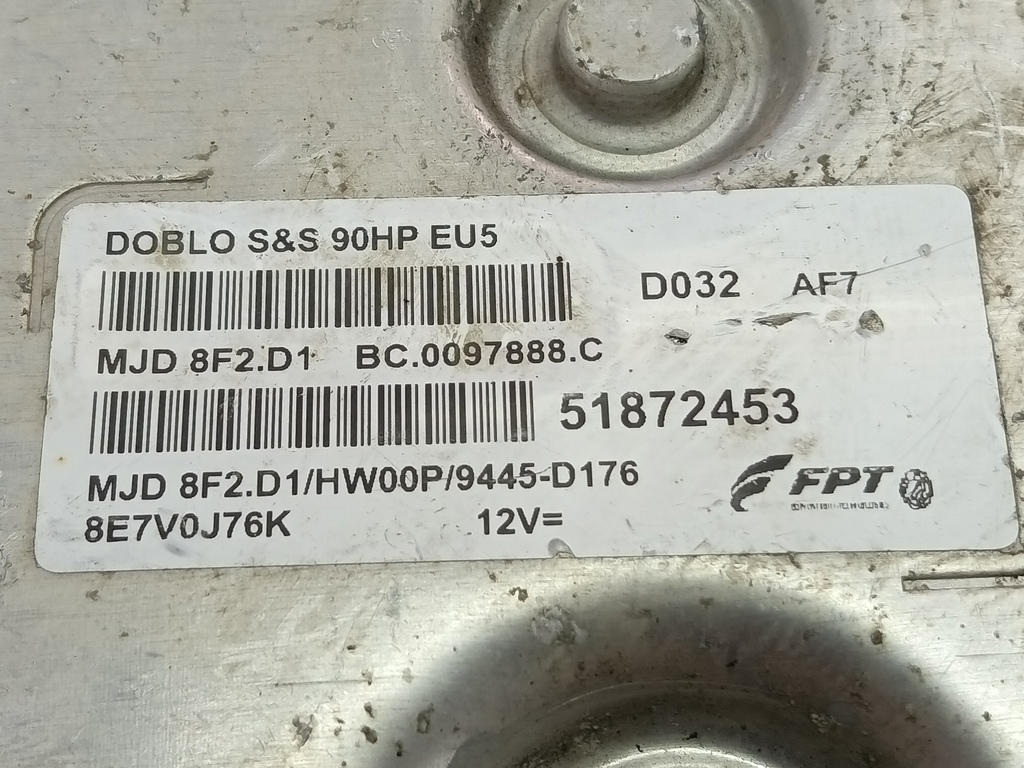 DOBLO S&S 90HP EU5
D032 AF7
MJD 8F2.D1 BC.0097888.C
51872453
MJD 8F2.D1/HW00P/9445-D176
FPT
8E7V0J76K 12V=